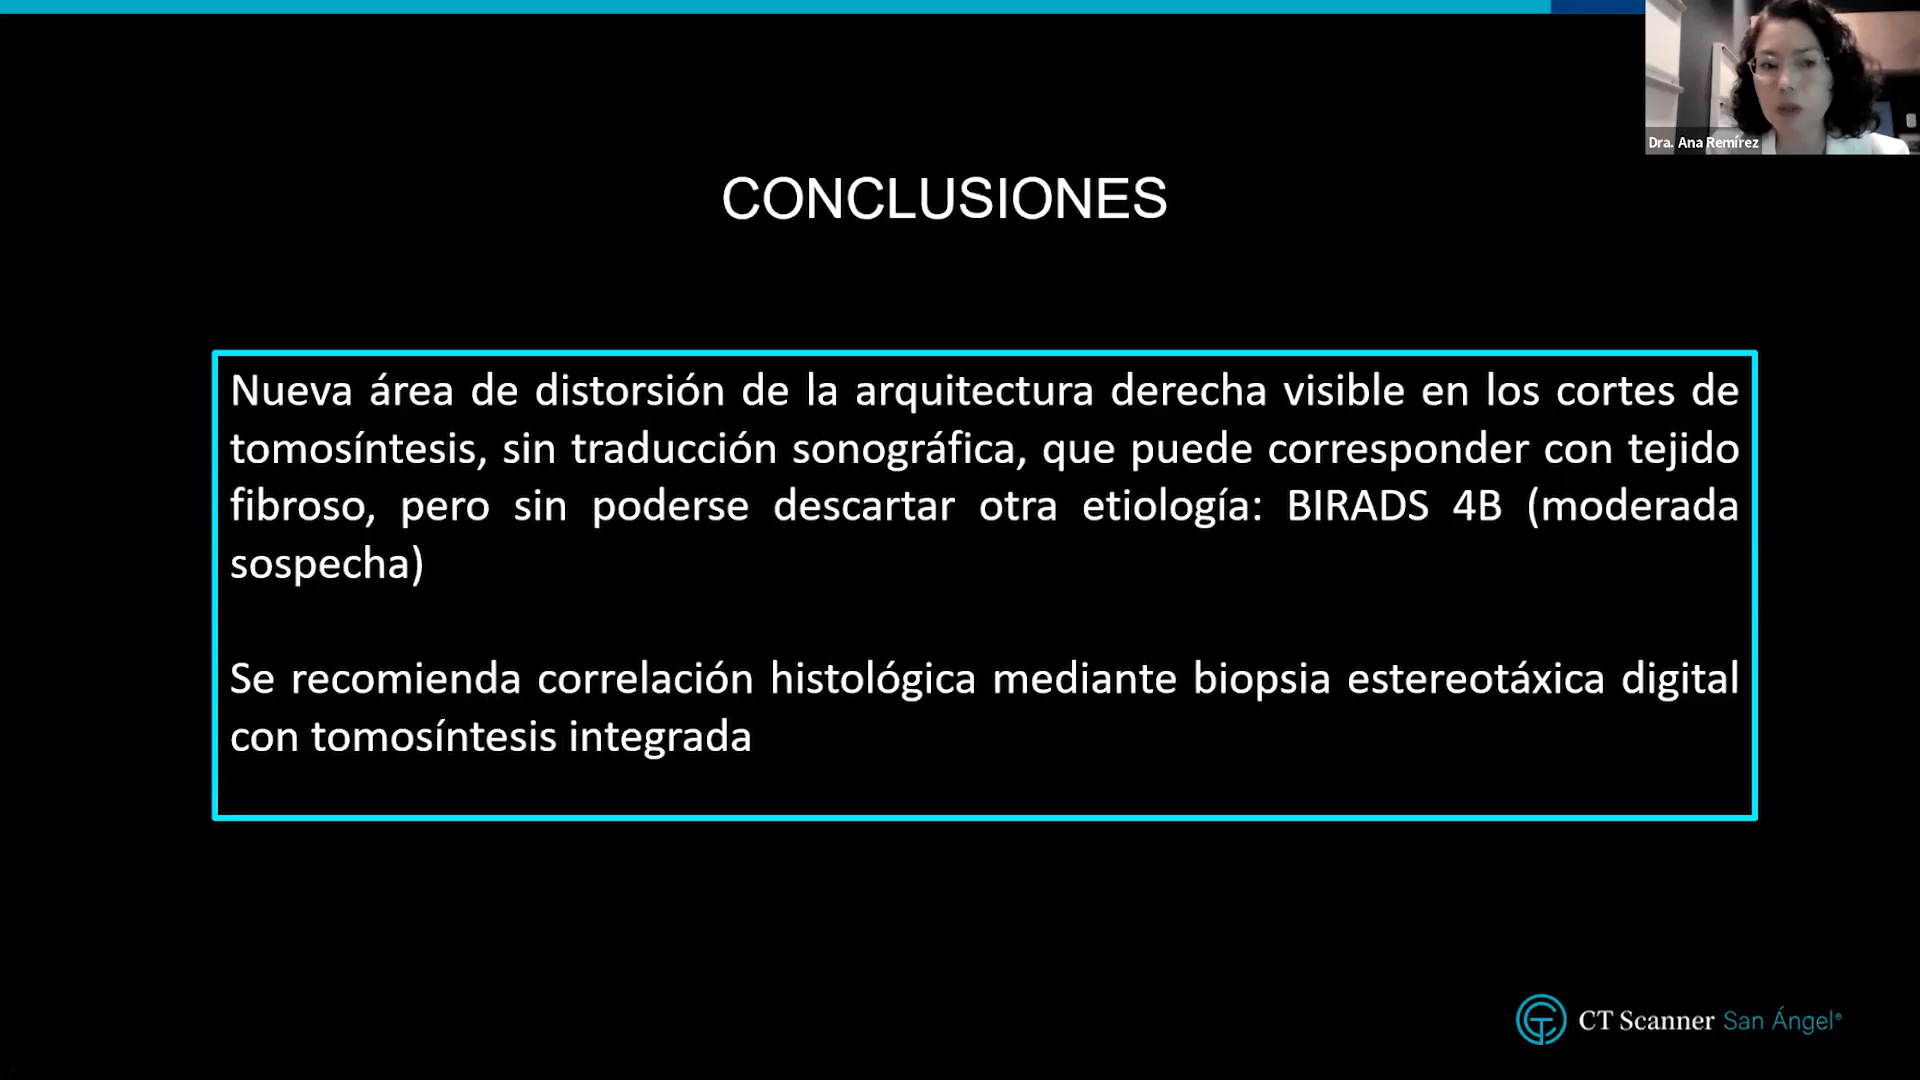 Dra. Ana Remírez
CONCLUSIONES
Nueva área de distorsión de la arquitectura derecha visible en los cortes de
tomosíntesis, sin traducción sonográfica, que puede corresponder con tejido
fibroso, pero sin poderse descartar otra etiología: BIRADS 4B (moderada
sospecha)
Se recomienda correlación histológica mediante biopsia estereotáxica digital
con tomosíntesis integrada
CT Scanner San Ángel®